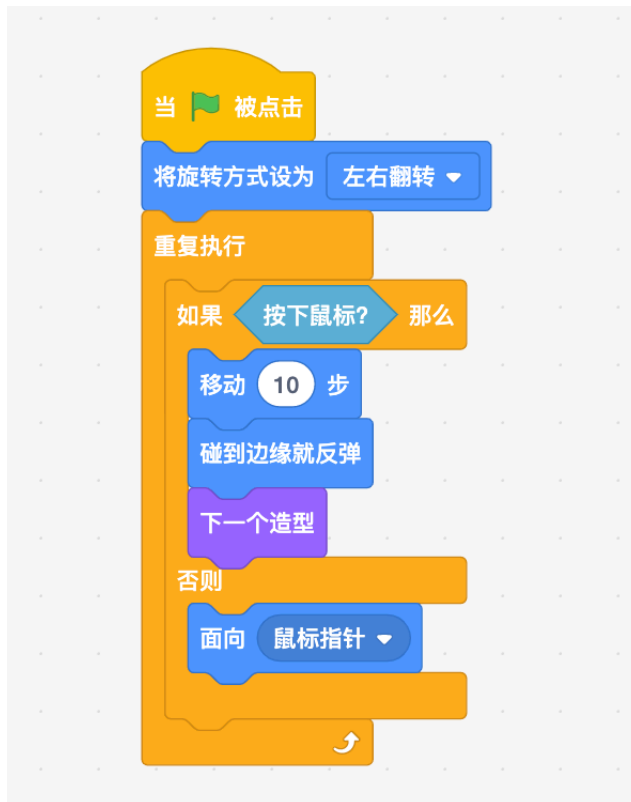 当 被点击
将旋转方式设为 左右翻转
重复执行
如果 按下鼠标? 那么
移动 10 步
碰到边缘就反弹
下一个造型
否则
面向 鼠标指针